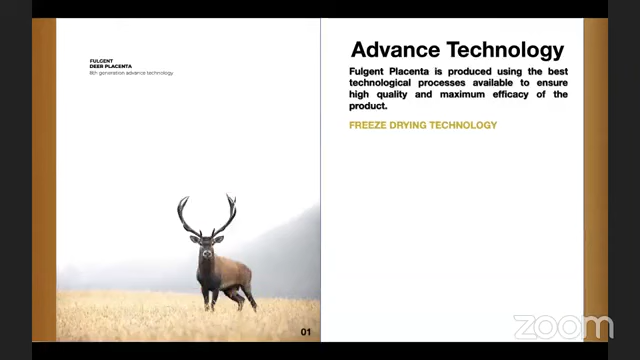 FULGENT
DEER PLACENTA
8th generation advance technology
01
Advance Technology
Fulgent Placenta is produced using the best
technological processes available to ensure
high quality and maximum efficacy of the
product.
FREEZE DRYING TECHNOLOGY
zoom